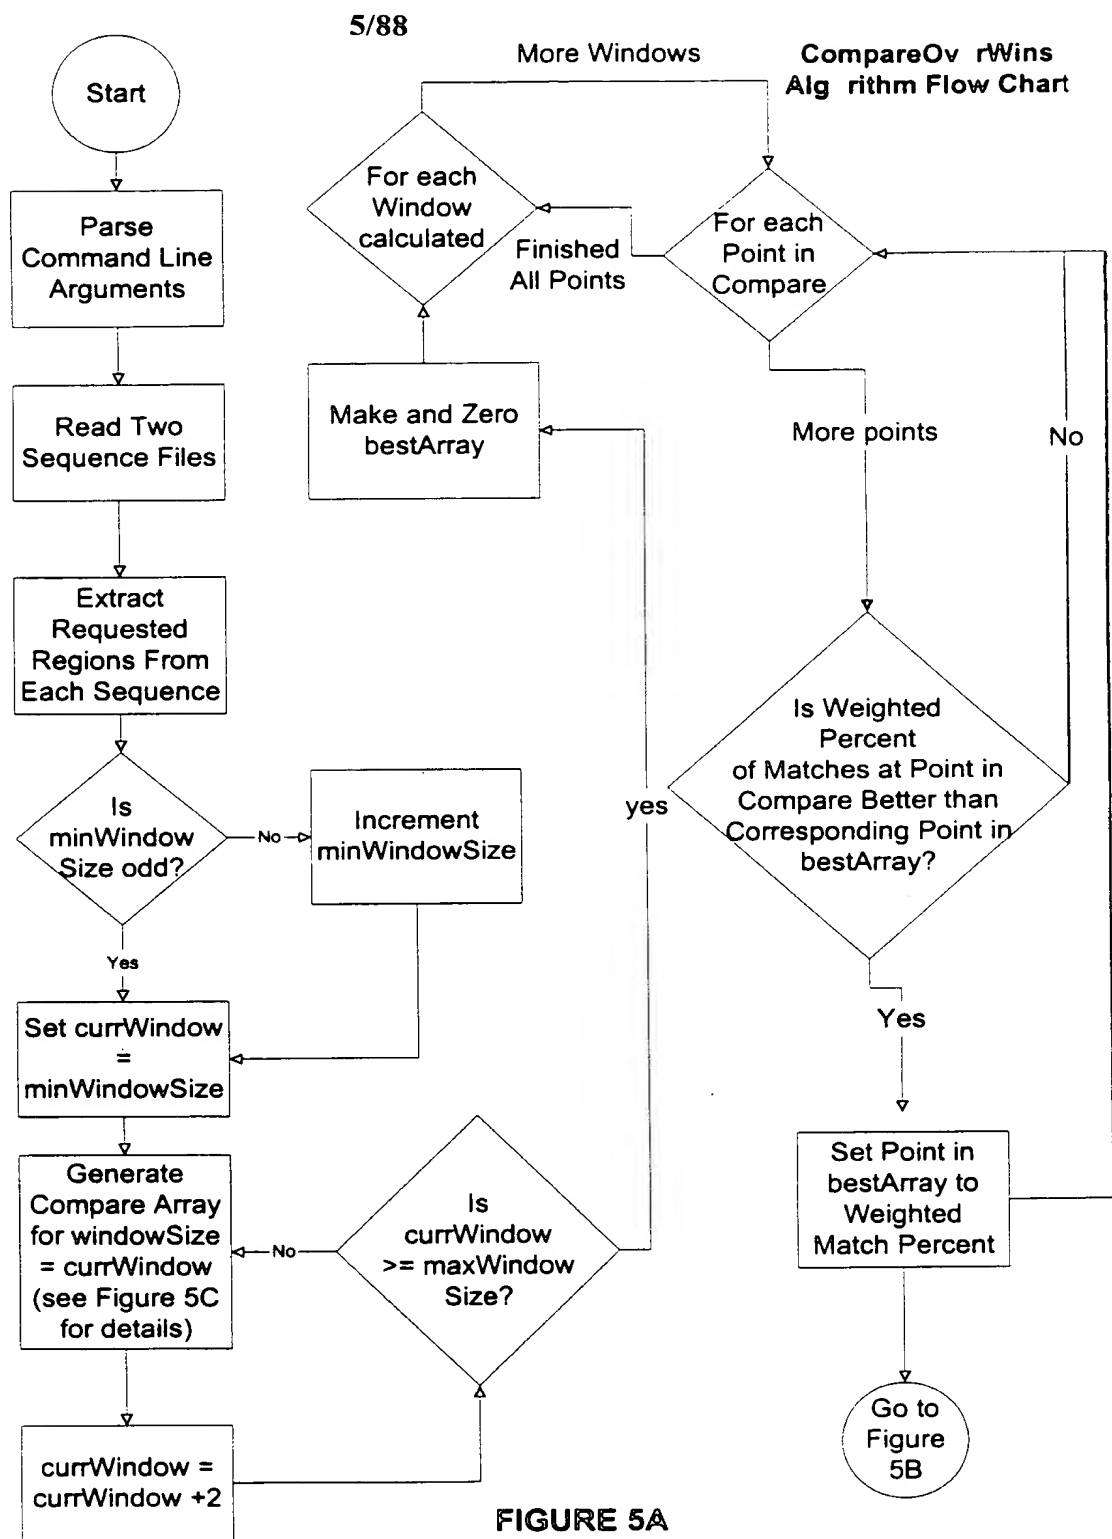 5/88
CompareOv rWins
Alg rithm Flow Chart
Start
Parse
Command Line
Arguments
Read Two
Sequence Files
Extract
Requested
Regions From
Each Sequence
Is
minWindow
Size odd?
No
Increment
minWindowSize
Yes
Set currWindow
=
minWindowSize
Generate
Compare Array
for windowSize
= currWindow
(see Figure 5C
for details)
currWindow =
currWindow +2
Is
currWindow
>= maxWindow
Size?
No
yes
Make and Zero
bestArray
For each
Window
calculated
More Windows
Finished
All Points
For each
Point in
Compare
More points
No
Is Weighted
Percent
of Matches at Point in
Compare Better than
Corresponding Point in
bestArray?
Yes
Set Point in
bestArray to
Weighted
Match Percent
Go to
Figure
5B
FIGURE 5A